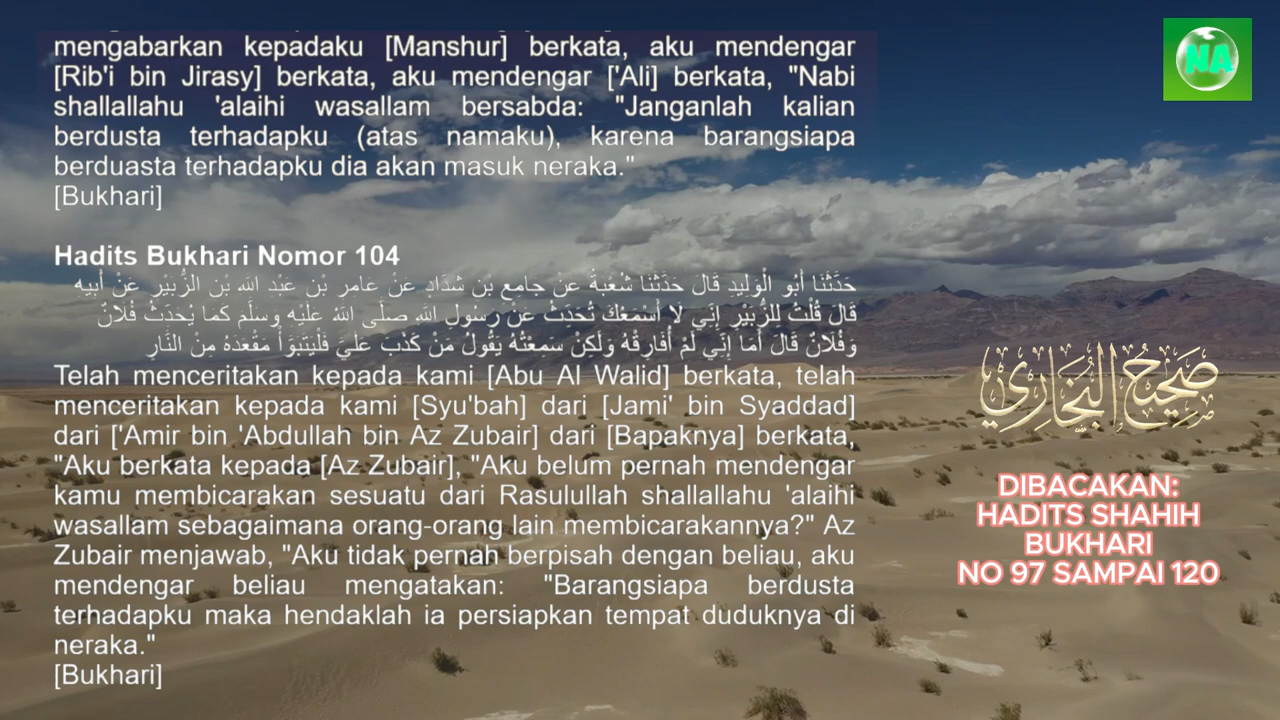 mengabarkan kepadaku [Manshur] berkata, aku mendengar
[Rib'i bin Jirasy] berkata, aku mendengar ['Ali] berkata, "Nabi
shallallahu 'alaihi wasallam bersabda: "Janganlah kalian
berdusta terhadapku (atas namaku), karena barangsiapa
berduasta terhadapku dia akan masuk neraka."
[Bukhari]
Hadits Bukhari Nomor 104
حَدَّثَنَا أَبُو الْوَلِيدِ قَالَ حَدَّثَنَا شُعْبَةُ عَنْ جَامِعِ بْنِ شَدَّادٍ عَنْ عَامِرِ بْنِ عَبْدِ اللَّهِ بْنِ الزُّبَيْرِ عَنْ أَبِيهِ
قَالَ قُلْتُ لِلزُّبَيْرِ إِنِّي لَا أَسْمَعُكَ تُحَدِّثُ عَنْ رَسُولِ اللَّهِ صَلَّى اللَّهُ عَلَيْهِ وَسَلَّمَ كَمَا يُحَدِّثُ فُلَانٌ
وَفُلَانٌ قَالَ أَمَا إِنِّي لَمْ أُفَارِقْهُ وَلَكِنْ سَمِعْتُهُ يَقُولُ مَنْ كَذَبَ عَلَيَّ فَلْيَتَبَوَّأْ مَقْعَدَهُ مِنْ النَّارِ
Telah menceritakan kepada kami [Abu Al Walid] berkata, telah
menceritakan kepada kami [Syu'bah] dari [Jami' bin Syaddad]
dari ['Amir bin 'Abdullah bin Az Zubair] dari [Bapaknya] berkata,
"Aku berkata kepada [Az Zubair], "Aku belum pernah mendengar
kamu membicarakan sesuatu dari Rasulullah shallallahu 'alaihi
wasallam sebagaimana orang-orang lain membicarakannya?" Az
Zubair menjawab, "Aku tidak pernah berpisah dengan beliau, aku
mendengar beliau mengatakan: "Barangsiapa berdusta
terhadapku maka hendaklah ia persiapkan tempat duduknya di
neraka."
[Bukhari]
NA
صَحِيحُ البُخَارِي
DIBACAKAN:
HADITS SHAHIH
BUKHARI
NO 97 SAMPAI 120